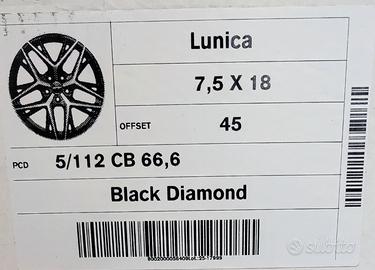 Lunica
7,5 X 18
OFFSET 45
PCD 5/112 CB 66,6
Black Diamond
subito